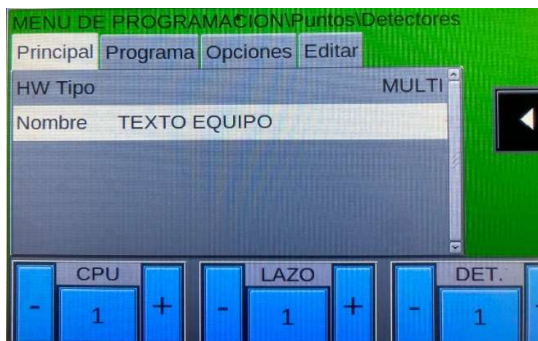 MENU DE PROGRAMACION\Puntos\Detectores
Principal Programa Opciones Editar
HW Tipo MULTI
Nombre TEXTO EQUIPO
CPU LAZO DET.
- 1 + - 1 + - 1